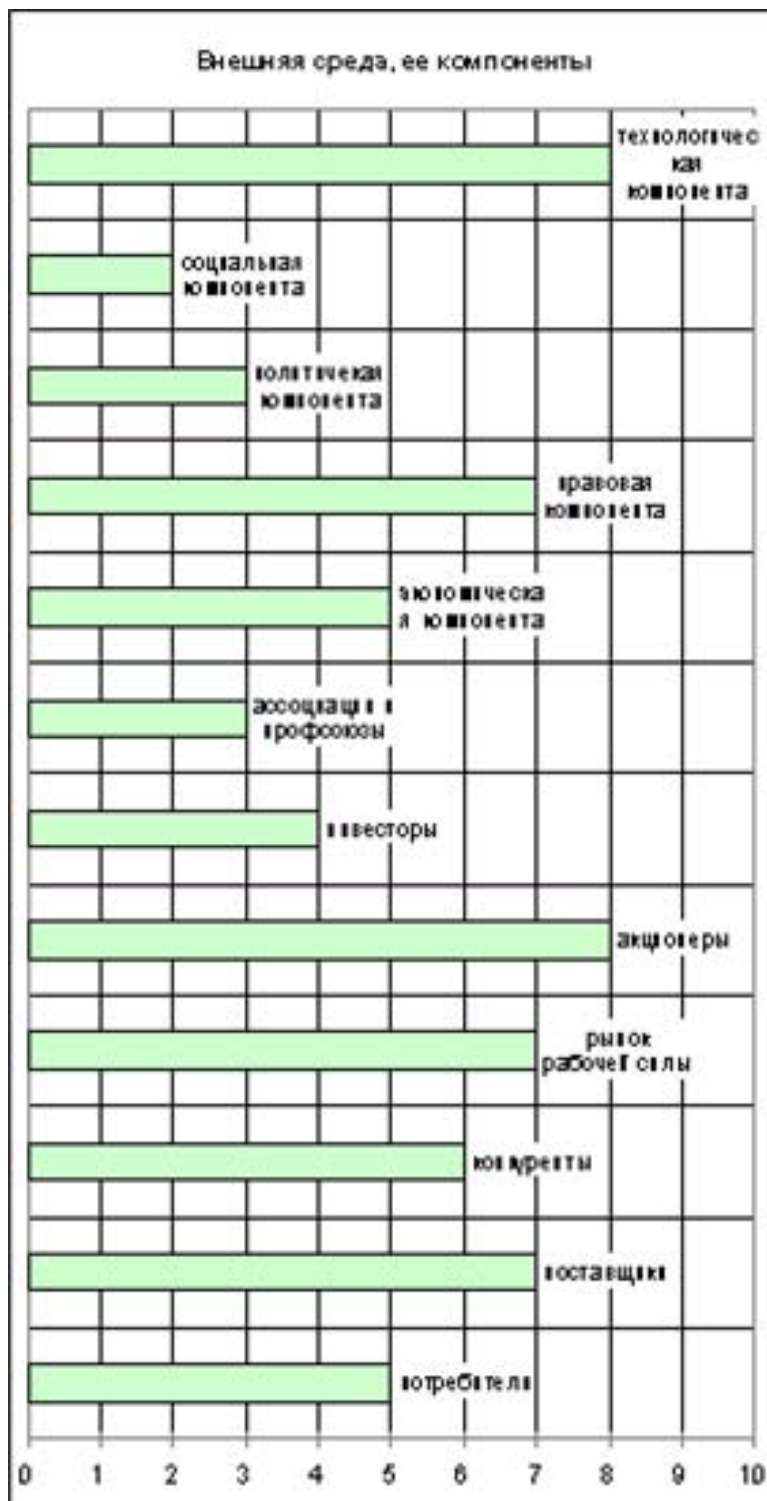 Внешняя среда, ее компоненты
технологичес
кая
компонента
социальная
компонента
политичекая
компонента
правовая
компонента
экономическа
я компонента
ассоциации и
профсоюзы
инвесторы
акционеры
рынок
рабочей силы
конкуренты
поставщики
потребители
0 1 2 3 4 5 6 7 8 9 10